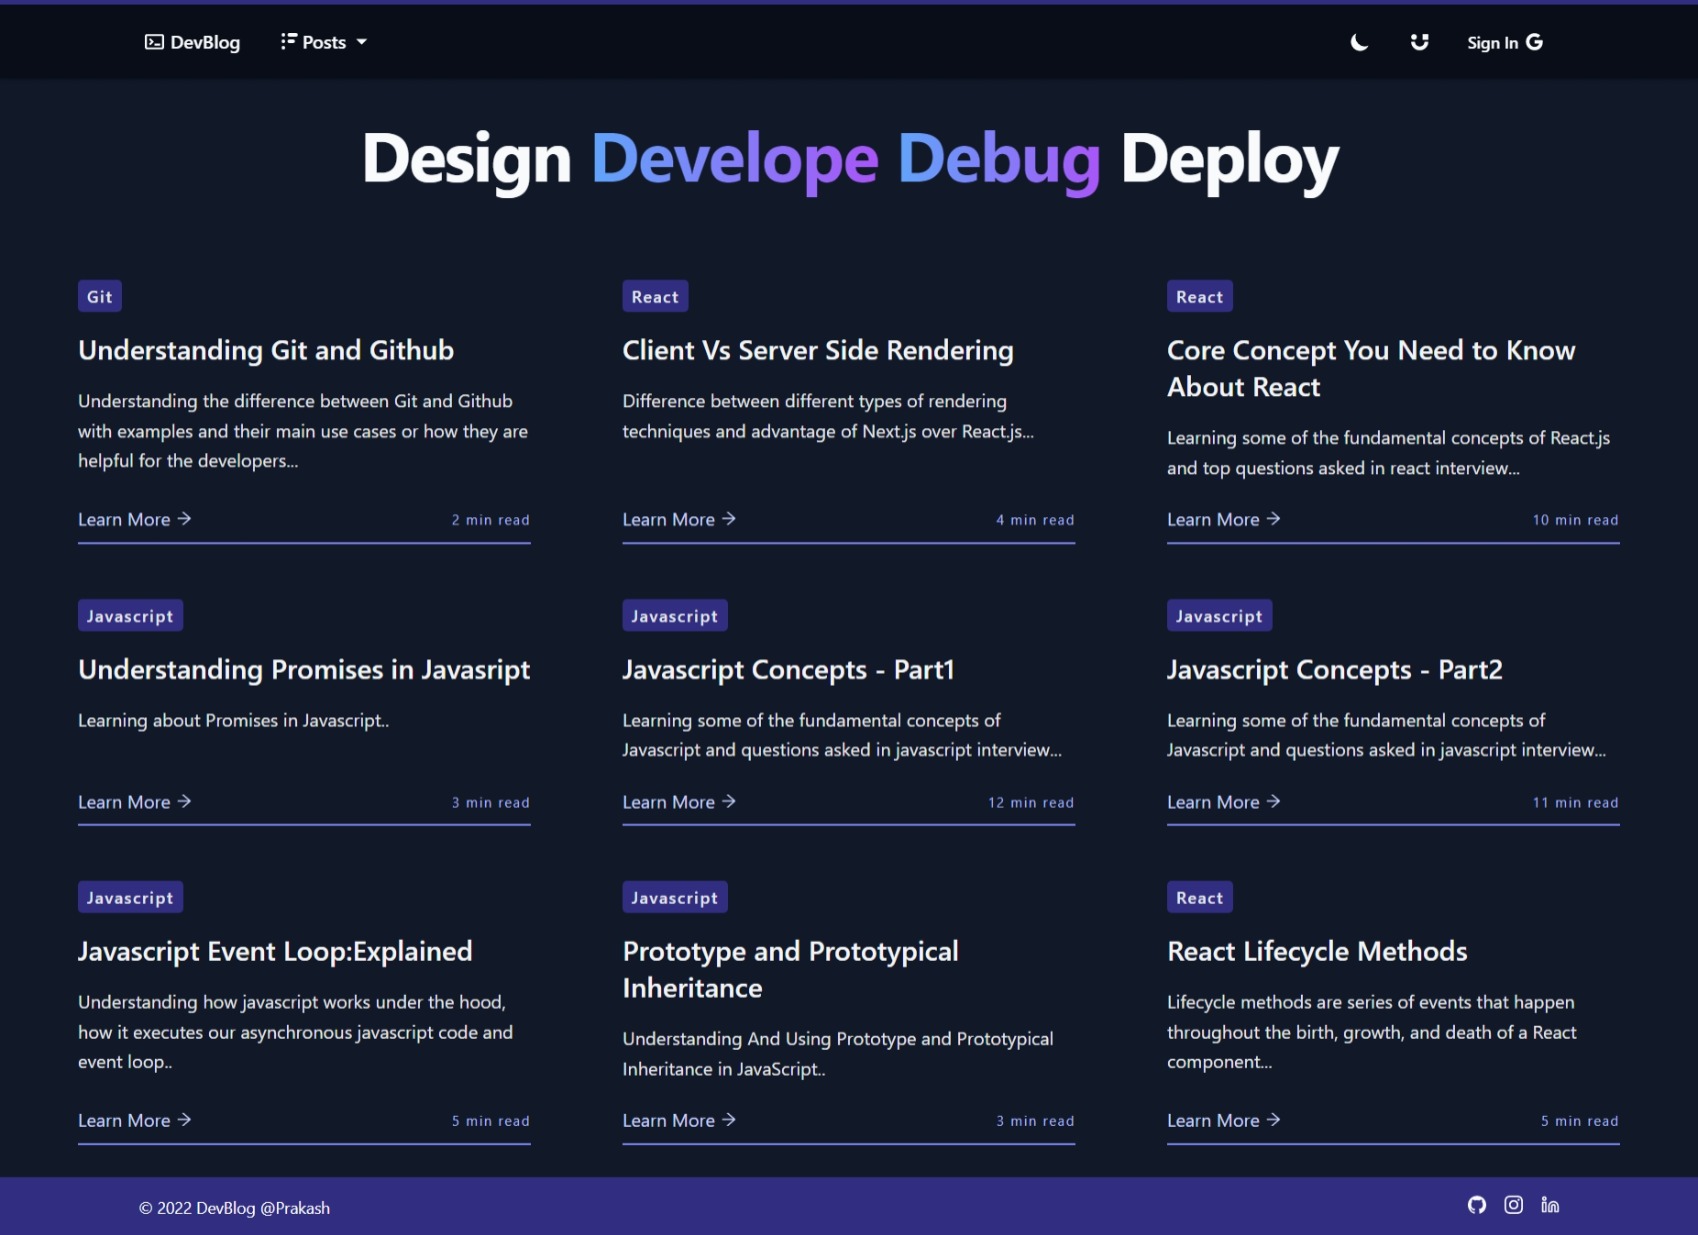 DevBlog
Posts
Sign In
Design Develope Debug Deploy
Git
Understanding Git and Github
Understanding the difference between Git and Github
with examples and their main use cases or how they are
helpful for the developers...
Learn More
2 min read
React
Client Vs Server Side Rendering
Difference between different types of rendering
techniques and advantage of Next.js over React.js...
Learn More
4 min read
React
Core Concept You Need to Know
About React
Learning some of the fundamental concepts of React.js
and top questions asked in react interview...
Learn More
10 min read
Javascript
Understanding Promises in Javasript
Learning about Promises in Javascript..
Learn More
3 min read
Javascript
Javascript Concepts - Part1
Learning some of the fundamental concepts of
Javascript and questions asked in javascript interview...
Learn More
12 min read
Javascript
Javascript Concepts - Part2
Learning some of the fundamental concepts of
Javascript and questions asked in javascript interview...
Learn More
11 min read
Javascript
Javascript Event Loop:Explained
Understanding how javascript works under the hood,
how it executes our asynchronous javascript code and
event loop..
Learn More
5 min read
Javascript
Prototype and Prototypical
Inheritance
Understanding And Using Prototype and Prototypical
Inheritance in JavaScript..
Learn More
3 min read
React
React Lifecycle Methods
Lifecycle methods are series of events that happen
throughout the birth, growth, and death of a React
component...
Learn More
5 min read
© 2022 DevBlog @Prakash